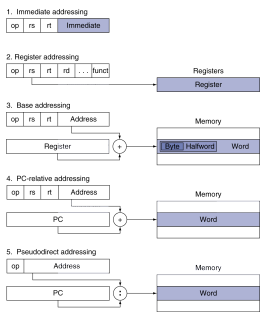 1. Immediate addressing
op rs rt Immediate
2. Register addressing
op rs rt rd . . . funct Registers
Register
3. Base addressing
op rs rt Address Memory
Register + Byte Halfword Word
4. PC-relative addressing
op rs rt Address Memory
PC + Word
5. Pseudodirect addressing
op Address Memory
PC : Word